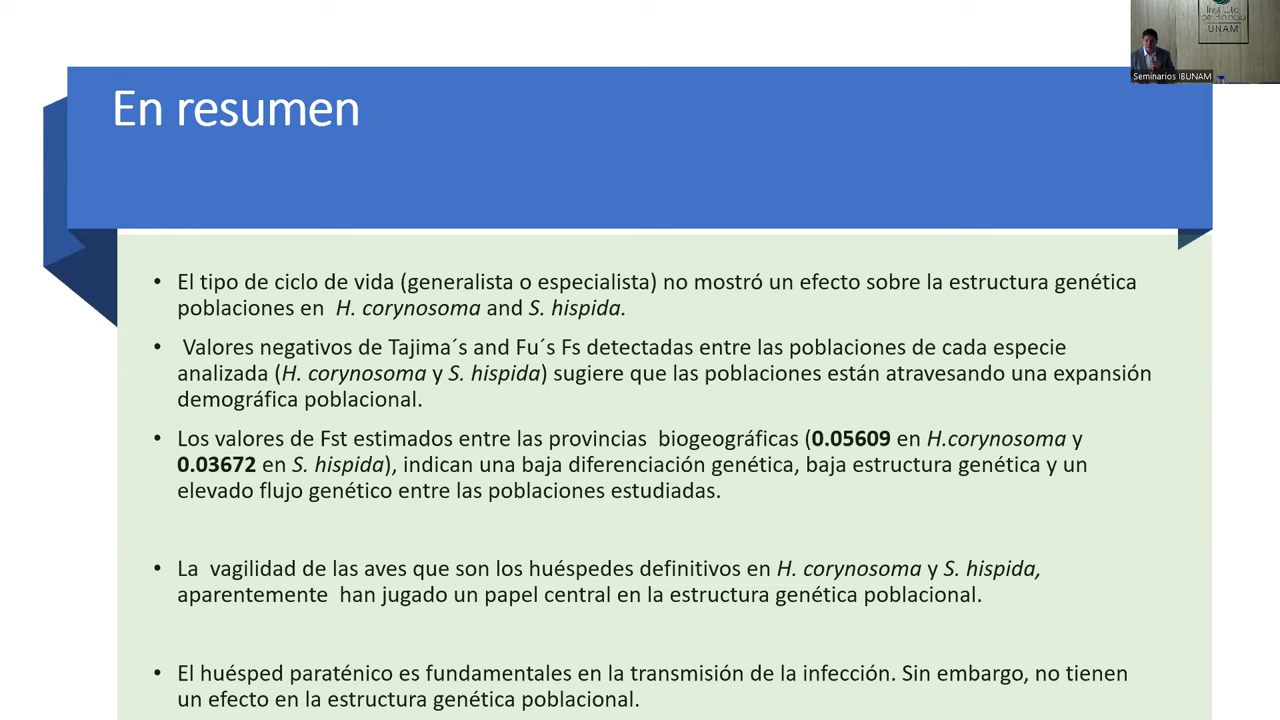 Instituto
de Biología
UNAM
Seminarios IBUNAM
En resumen
• El tipo de ciclo de vida (generalista o especialista) no mostró un efecto sobre la estructura genética
poblaciones en H. corynosoma and S. hispida.
• Valores negativos de Tajima´s and Fu´s Fs detectadas entre las poblaciones de cada especie
analizada (H. corynosoma y S. hispida) sugiere que las poblaciones están atravesando una expansión
demográfica poblacional.
• Los valores de Fst estimados entre las provincias biogeográficas (0.05609 en H.corynosoma y
0.03672 en S. hispida), indican una baja diferenciación genética, baja estructura genética y un
elevado flujo genético entre las poblaciones estudiadas.
• La vagilidad de las aves que son los huéspedes definitivos en H. corynosoma y S. hispida,
aparentemente han jugado un papel central en la estructura genética poblacional.
• El huésped paraténico es fundamentales en la transmisión de la infección. Sin embargo, no tienen
un efecto en la estructura genética poblacional.